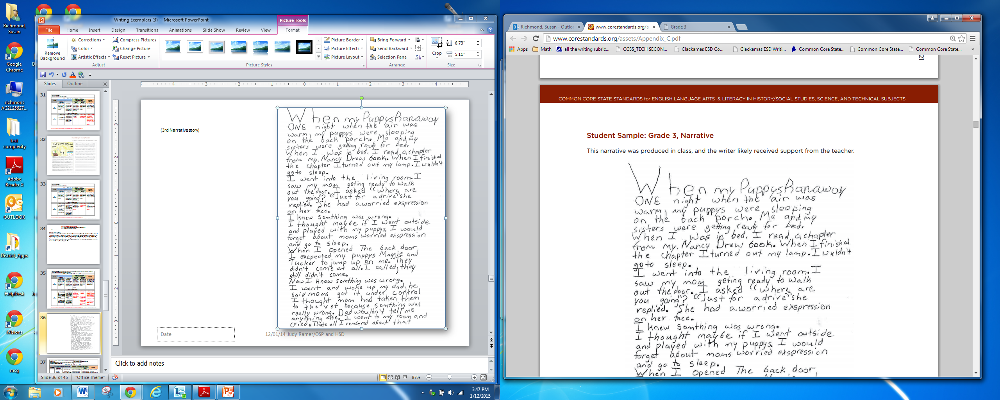 Richmond, Susan
Google Chrome
richmons AC2125627...
text complexity
Adobe Reader X
OUTLOOK
District_Apps
HelpDesk
iVisions
msg
Writing Exemplars (3) - Microsoft PowerPoint
Picture Tools
File Home Insert Design Transitions Animations Slide Show Review View Format
Remove Background
Corrections
Color
Artistic Effects
Compress Pictures
Change Picture
Reset Picture
Adjust
Picture Styles
Picture Border
Picture Effects
Picture Layout
Bring Forward
Send Backward
Selection Pane
Arrange
Crop
6.73"
5.11"
Size
Slides Outline
31
32
33
34
35
36
37
(3rd Narrative story)
When my Puppys Ranaway
ONE night when the air was
warm, my puppys were sleeping
on the back porch. Me and my
sisters were getting ready for bed.
When I was in bed. I read a chapter
from my Nancy Drew book. When I finished
the chapter I turned out my lamp. I wuldn't
go to sleep.
I went into the living room. I
saw my mom geting ready to walk
out the door. I asked "where are
you going"? "Just for a drive" she
replied. She had a worried exspression
on her face.
I knew somthing was wrong.
I thought maybe if I went outside
and played with my puppys. I would
forget about moms worried exspression
and go to sleep.
When I opened The back door,
I excpected my puppys Maggie and
Tucker to jump up on me. They
didn't come at all. I called, they
still didn't come.
Now I knew somthing was wrong.
I went and woke up my dad, he
said moms got it under control
I thought mom had taken them
to the vet because somthing was
really wrong. Dad wouldn't tell me
anything else. I went to my room and
cried. Thats all I rembered about that
Date
12/01/14 Judy Ramer/OSP and HSD
Click to add notes
Slide 36 of 45 "Office Theme" 87%
3:47 PM
1/12/2015
Richmond, Susan - Outlo
www.corestandards.org/a
Grade 3
www.corestandards.org/assets/Appendix_C.pdf
Apps Math all the writing rubric... CCSS_TECH SECON... Clackamas ESD Co... Clackamas ESD Writi... Common Core State... Common Core State... Common Core State... »
21
COMMON CORE STATE STANDARDS for ENGLISH LANGUAGE ARTS & LITERACY IN HISTORY/SOCIAL STUDIES, SCIENCE, AND TECHNICAL SUBJECTS
Student Sample: Grade 3, Narrative
This narrative was produced in class, and the writer likely received support from the teacher.
When my Puppys Ranaway
ONE night when the air was
warm, my puppys were sleeping
on the back porch. Me and my
sisters were getting ready for bed.
When I was in bed. I read a chapter
from my Nancy Drew book. When I finished
the chapter I turned out my lamp. I wuldn't
go to sleep.
I went into the living room. I
saw my mom geting ready to walk
out the door. I asked "where are
you going"? "Just for a drive" she
replied. She had a worried exspression
on her face.
I knew somthing was wrong.
I thought maybe if I went outside
and played with my puppys. I would
forget about moms worried exspression
and go to sleep.
When I opened The back door,